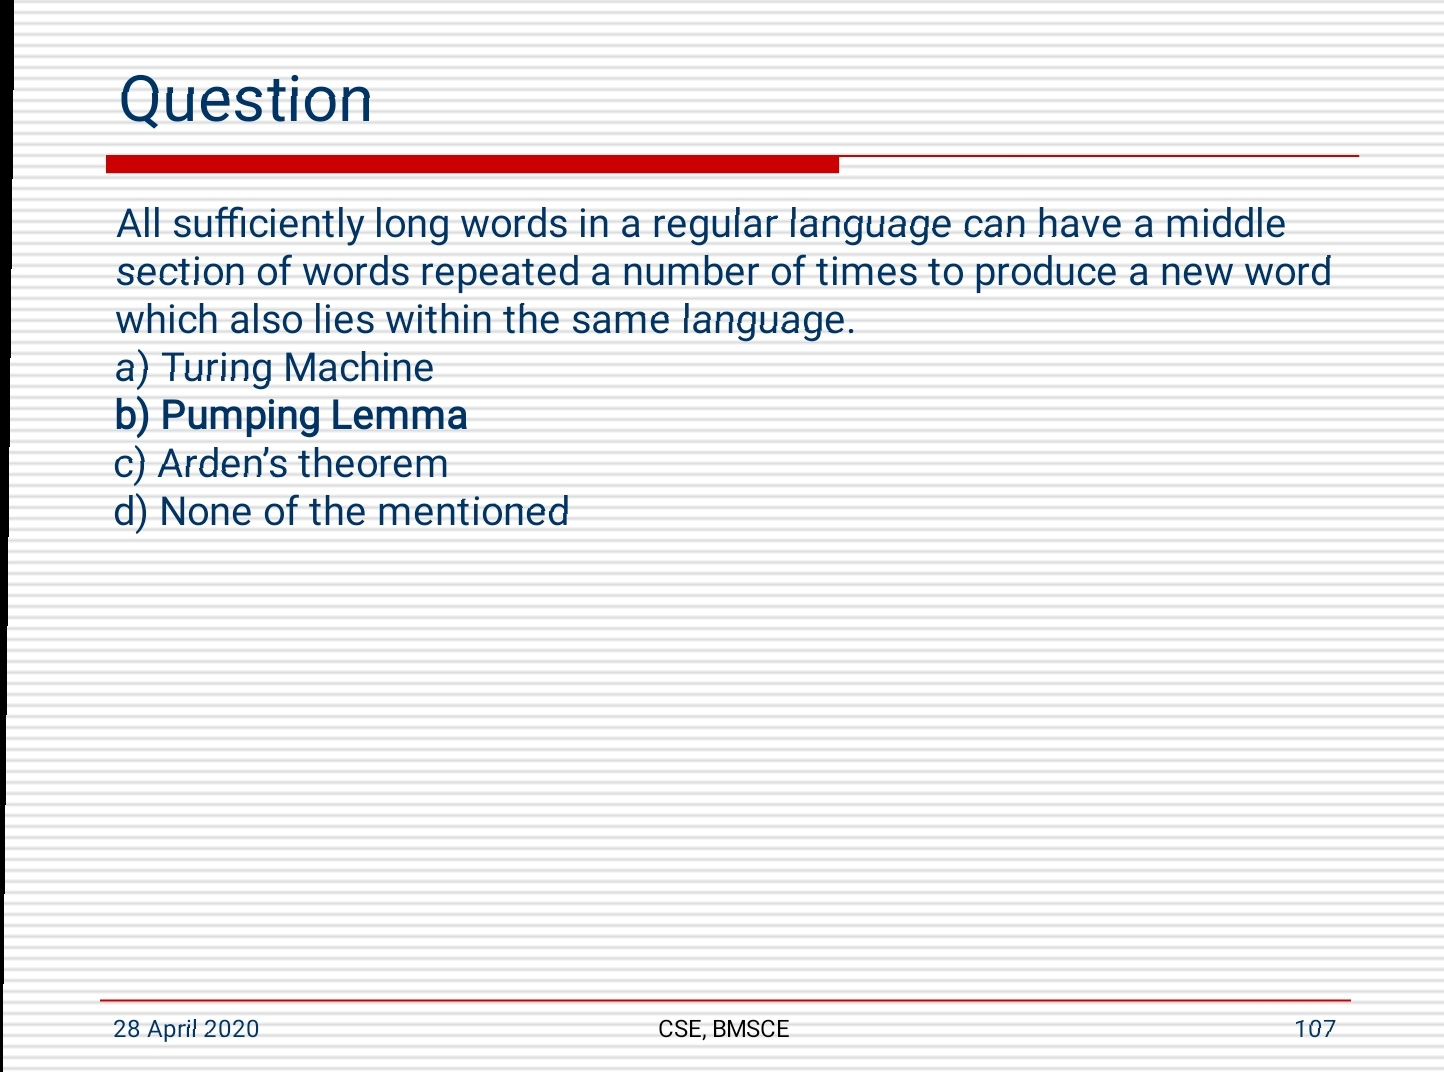 Question
All sufficiently long words in a regular language can have a middle
section of words repeated a number of times to produce a new word
which also lies within the same language.
a) Turing Machine
b) Pumping Lemma
c) Arden’s theorem
d) None of the mentioned
28 April 2020 CSE, BMSCE 107